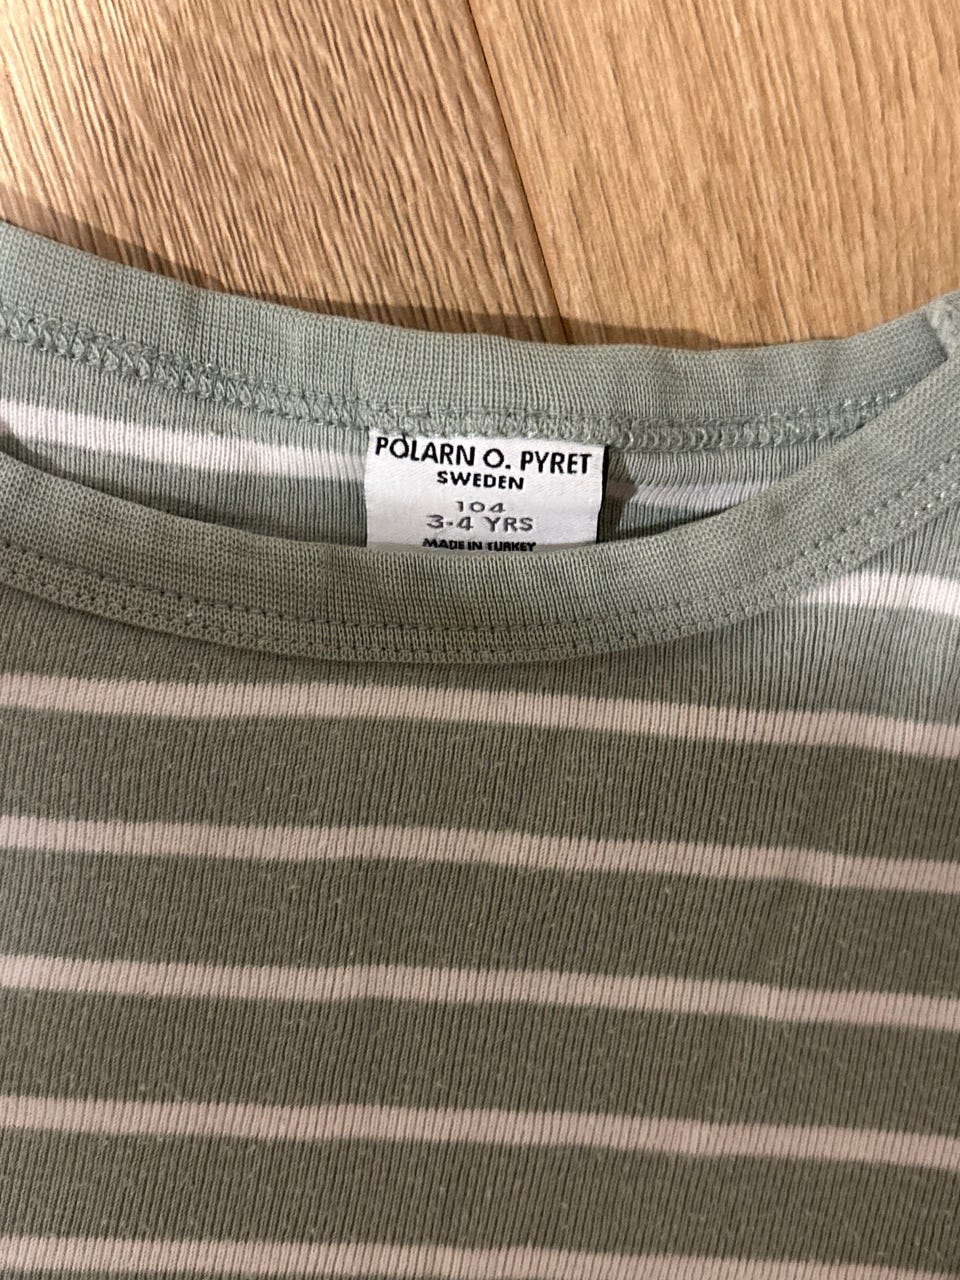 POLARN O. PYRET
SWEDEN
104
3-4 YRS
MADE IN TURKEY